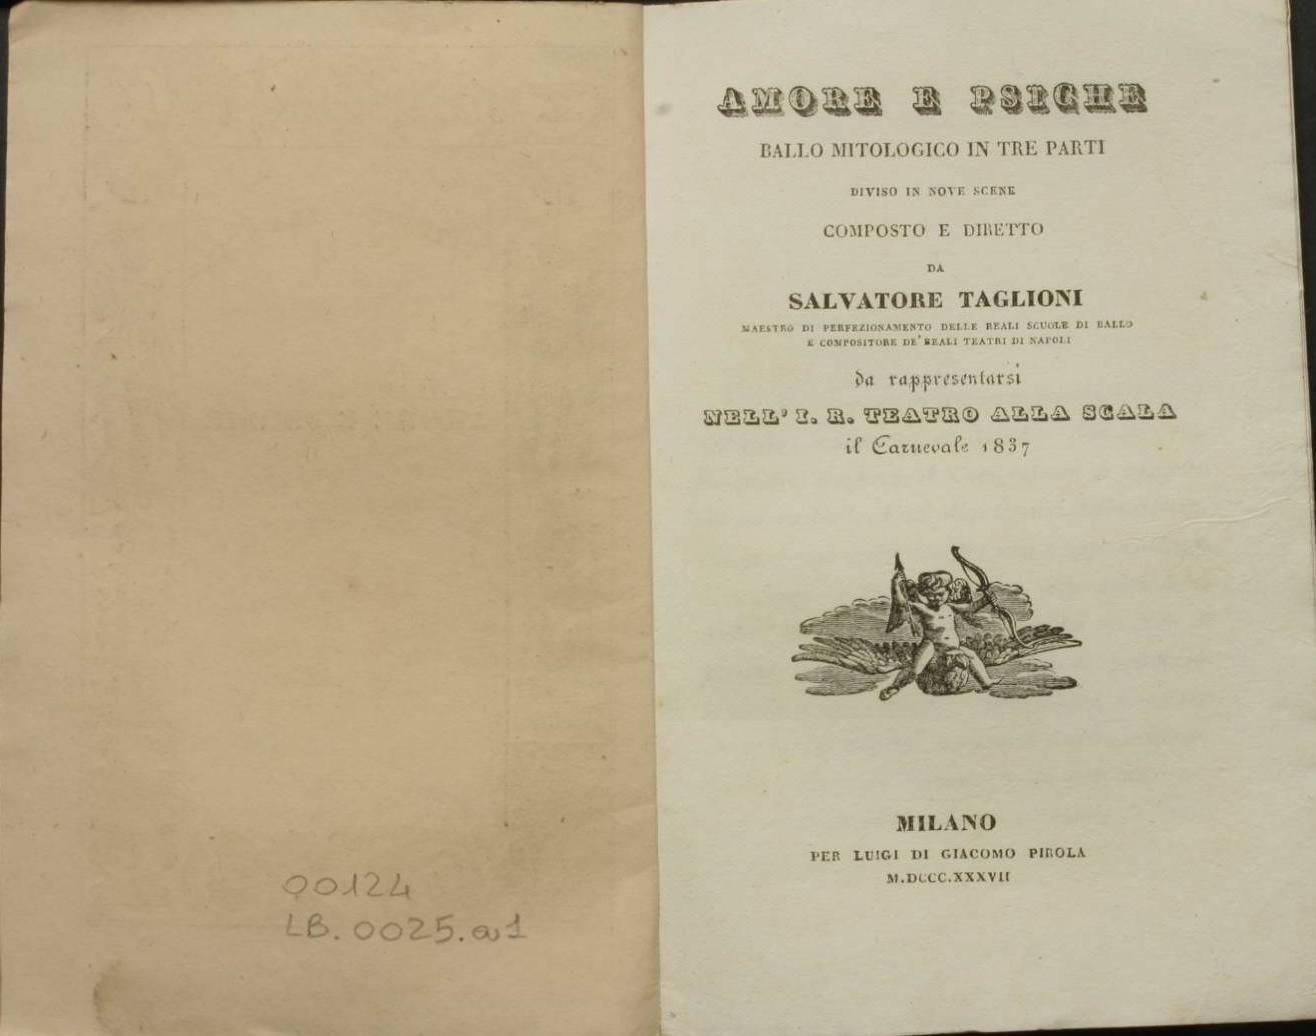 00124
LB.0025.a1
AMORE E PSICHE
BALLO MITOLOGICO IN TRE PARTI
DIVISO IN NOVE SCENE
COMPOSTO E DIRETTO
DA
SALVATORE TAGLIONI
MAESTRO DI PERFEZIONAMENTO DELLE REALI SCUOLE DI BALLO
E COMPOSITORE DE' REALI TEATRI DI NAPOLI
da rappresentarsi
NELL' I. R. TEATRO ALLA SCALA
il Carnevale 1837
MILANO
PER LUIGI DI GIACOMO PIROLA
M.DCCC.XXXVII